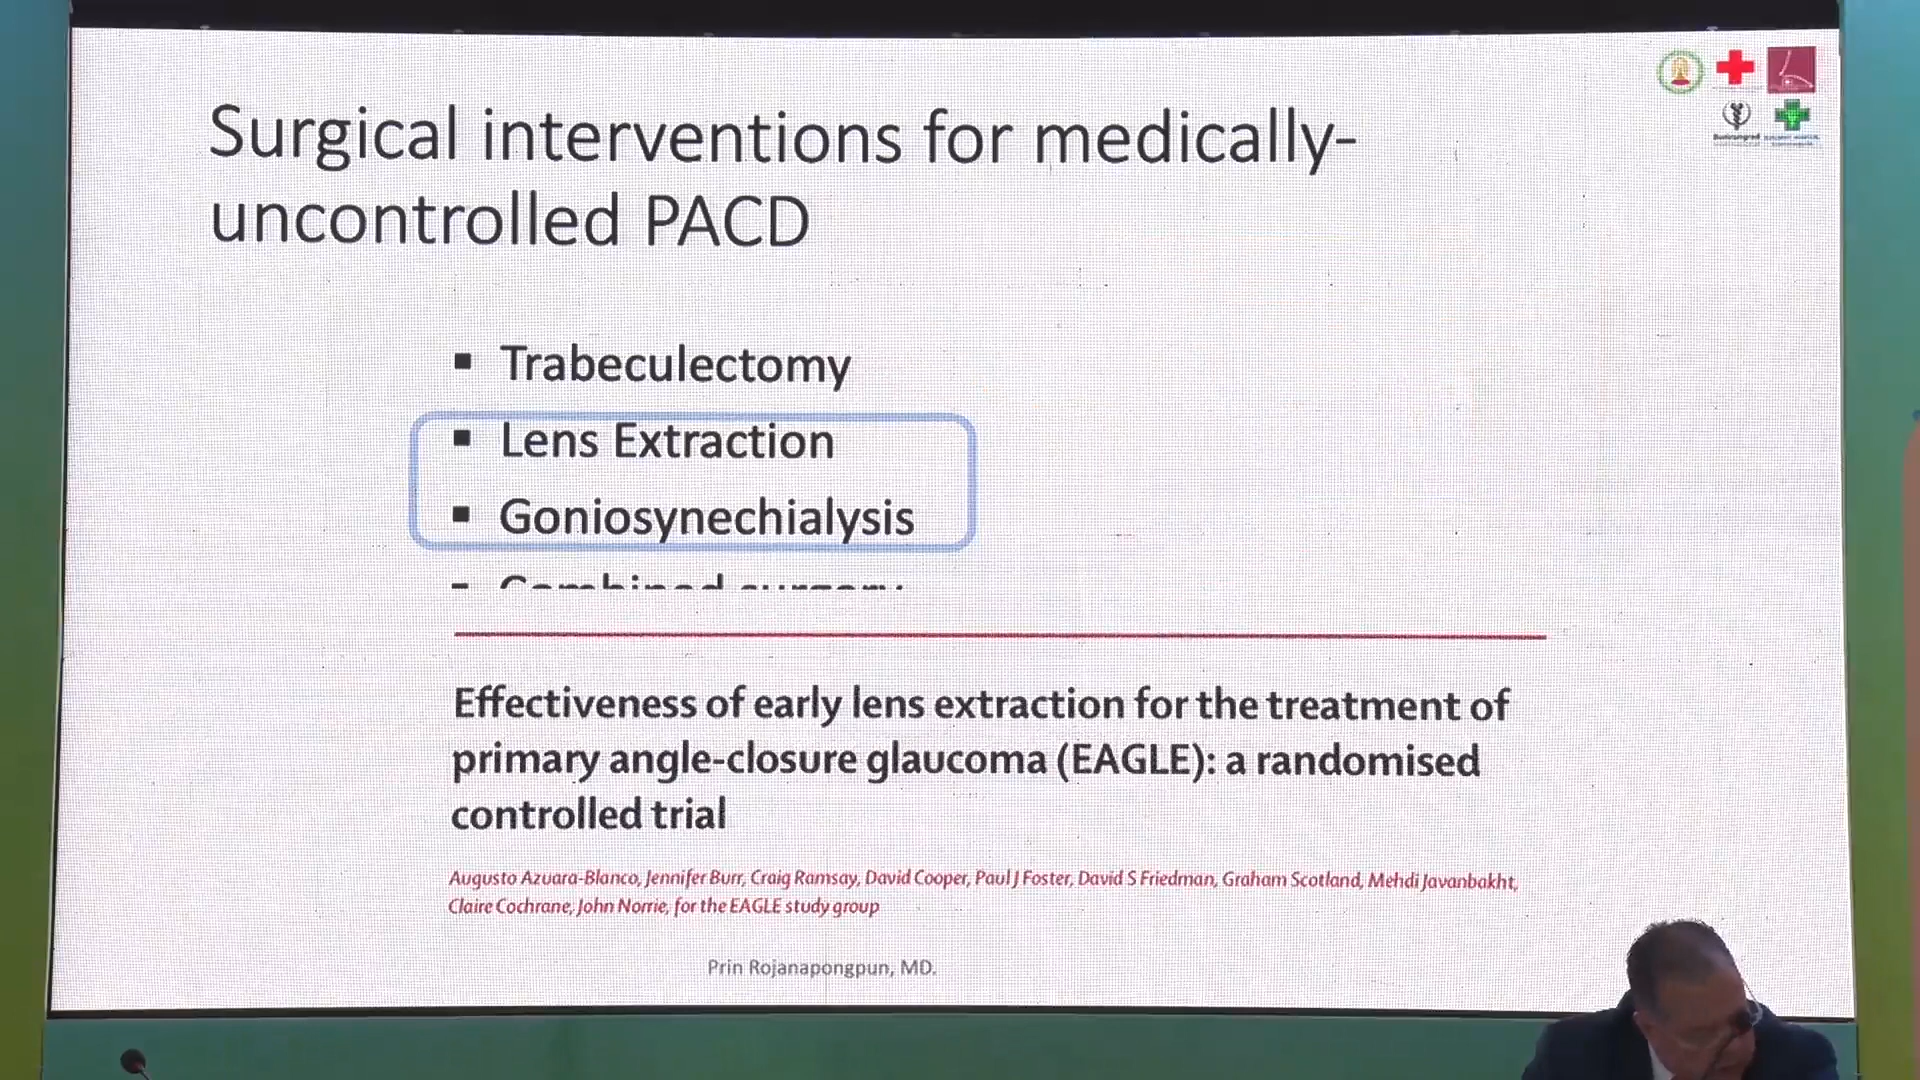 Surgical interventions for medically-
uncontrolled PACD
▪ Trabeculectomy
▪ Lens Extraction
▪ Goniosynechialysis
Combined surgery
Effectiveness of early lens extraction for the treatment of
primary angle-closure glaucoma (EAGLE): a randomised
controlled trial
Augusto Azuara-Blanco, Jennifer Burr, Craig Ramsay, David Cooper, Paul J Foster, David S Friedman, Graham Scotland, Mehdi Javanbakht,
Claire Cochrane, John Norrie, for the EAGLE study group
Prin Rojanapongpun, MD.